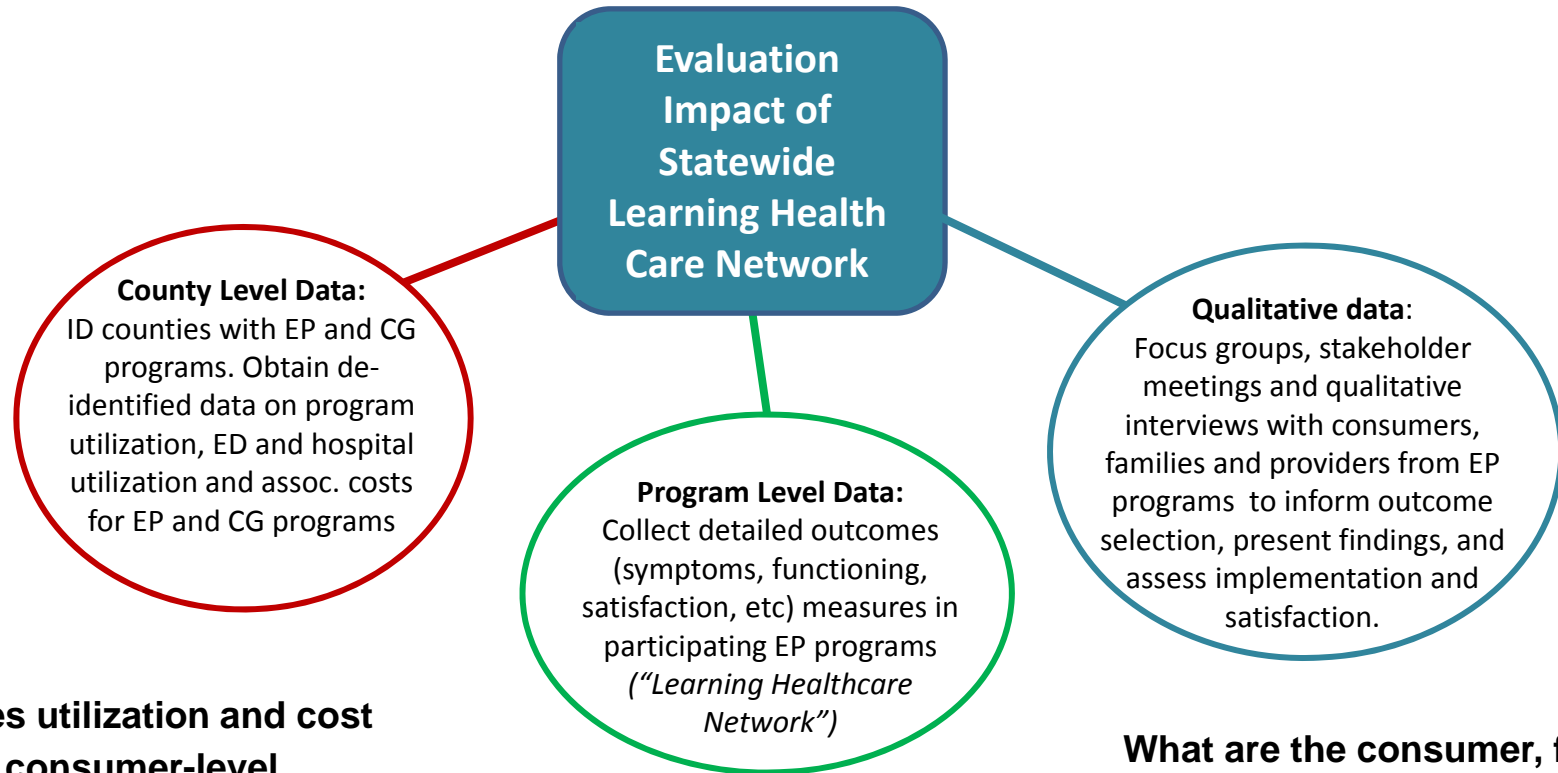 Evaluation
Impact of
Statewide
Learning Health
Care Network
County Level Data:
ID counties with EP and CG
programs. Obtain de-
identified data on program
utilization, ED and hospital
utilization and assoc. costs
for EP and CG programs
Program Level Data:
Collect detailed outcomes
(symptoms, functioning,
satisfaction, etc) measures in
participating EP programs
(“Learning Healthcare
Network”)
Qualitative data:
Focus groups, stakeholder
meetings and qualitative
interviews with consumers,
families and providers from EP
programs to inform outcome
selection, present findings, and
assess implementation and
satisfaction.
es utilization and cost
consumer-level
What are the consumer, f